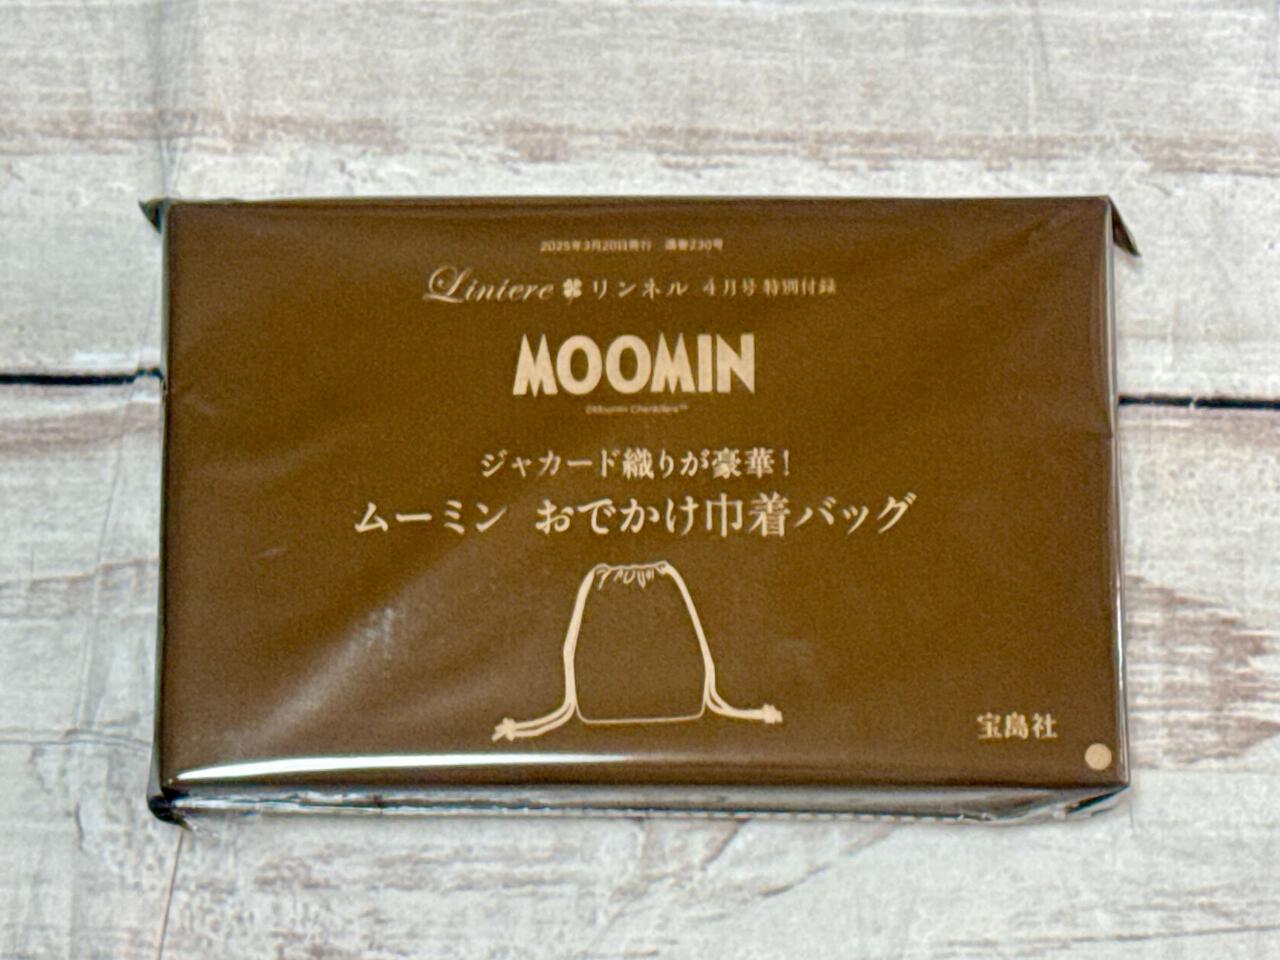 2025年3月20日発行 通巻230号
Liniere リンネル 4月号 特別付録
MOOMIN
©Moomin Characters™
ジャカード織りが豪華!
ムーミン おでかけ巾着バッグ
宝島社